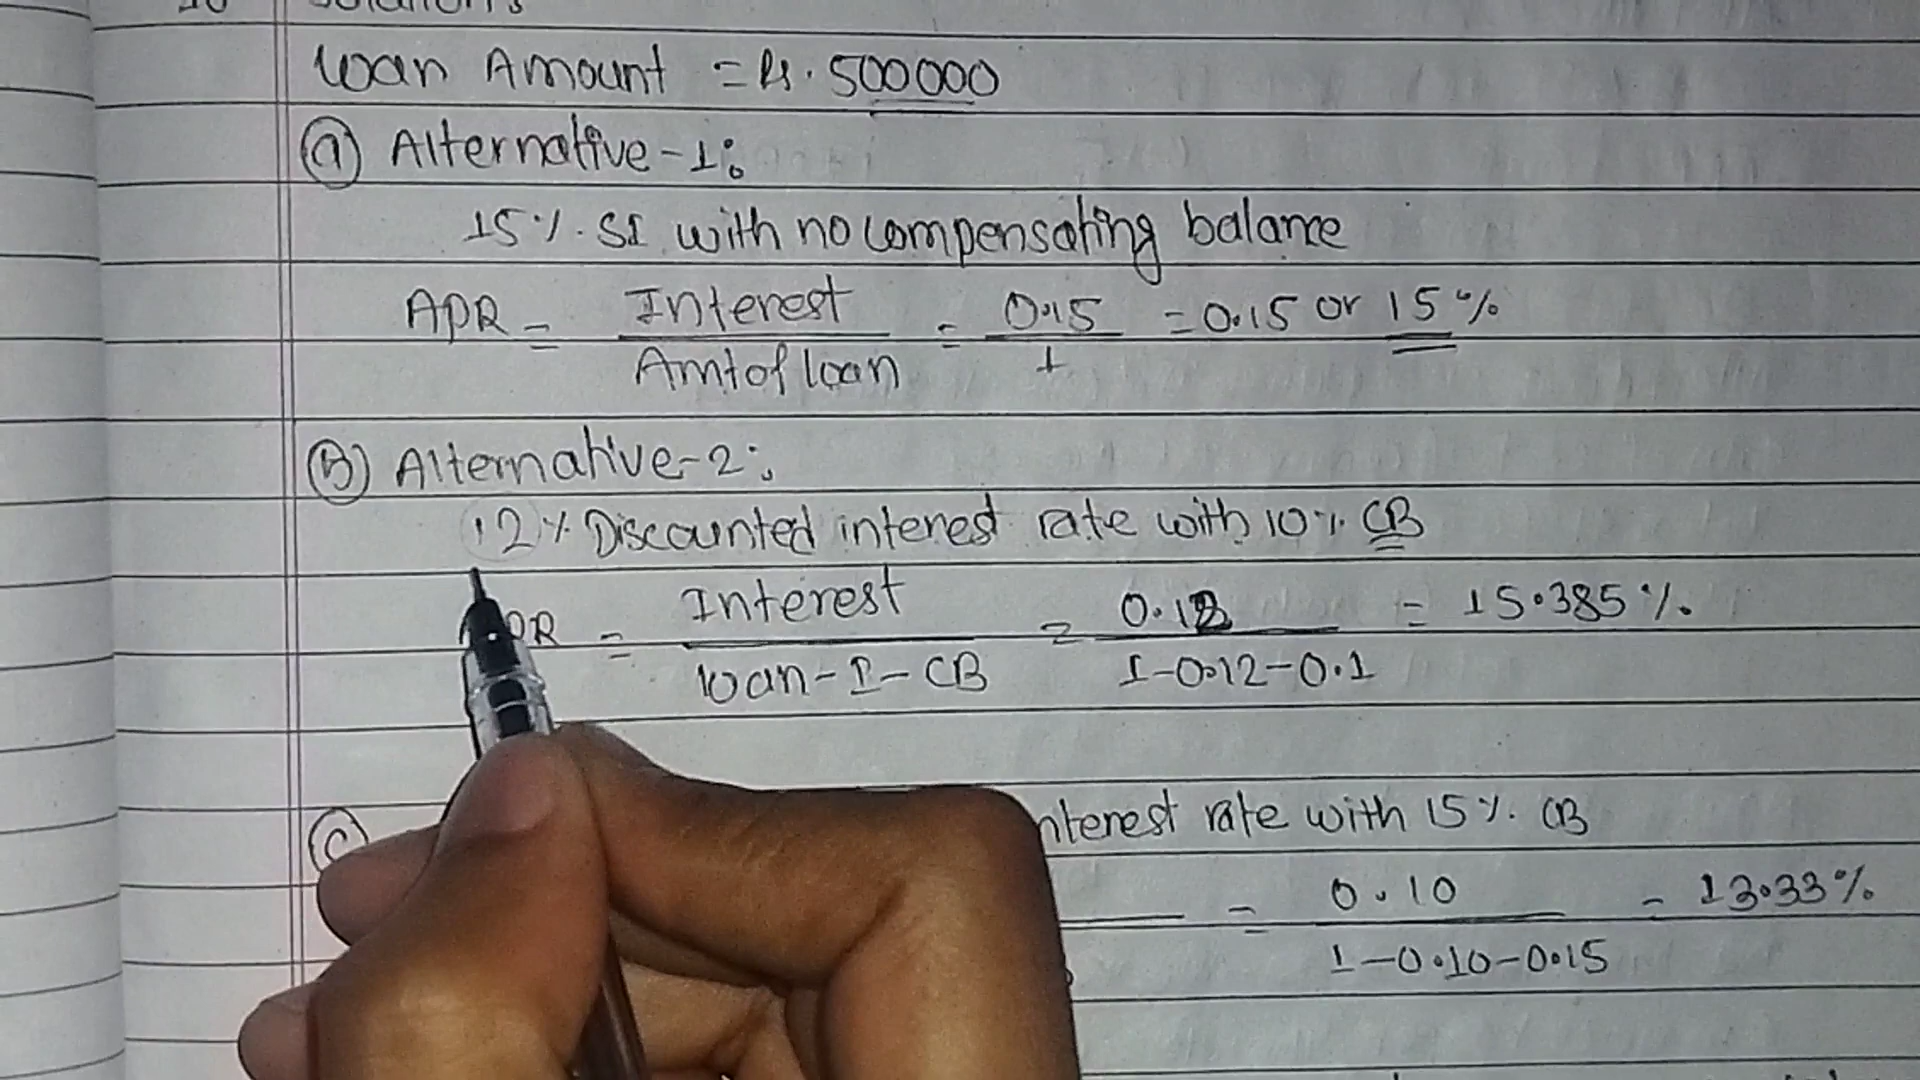 Loan Amount = Rs. 500000
(a) Alternative-1:
15% SI with no compensating balance
APR = Interest / Amt of loan = 0.15 / 1 = 0.15 or 15%
(B) Alternative-2:
12% Discounted interest rate with 10% CB
= Interest / Loan-I-CB = 0.12 / 1-0.12-0.1 = 15.385%
(C) interest rate with 15% CB
= 0.10 / 1-0.10-0.15 = 13.33%